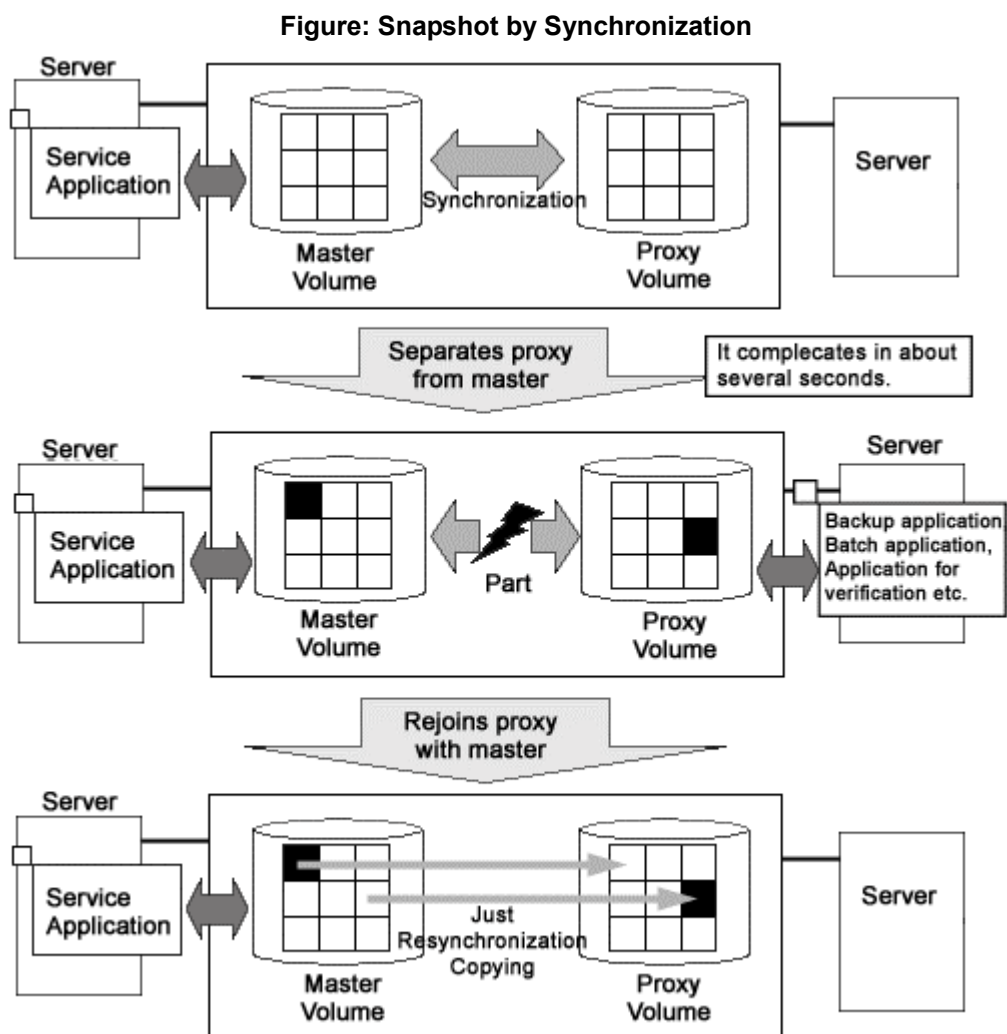 Figure: Snapshot by Synchronization
Server
Service
Application
Synchronization
Master
Volume
Proxy
Volume
Server
Separates proxy
from master
It complecates in about
several seconds.
Server
Service
Application
Part
Master
Volume
Proxy
Volume
Server
Backup application,
Batch application,
Application for
verification etc.
Rejoins proxy
with master
Server
Service
Application
Just
Resynchronization
Copying
Master
Volume
Proxy
Volume
Server